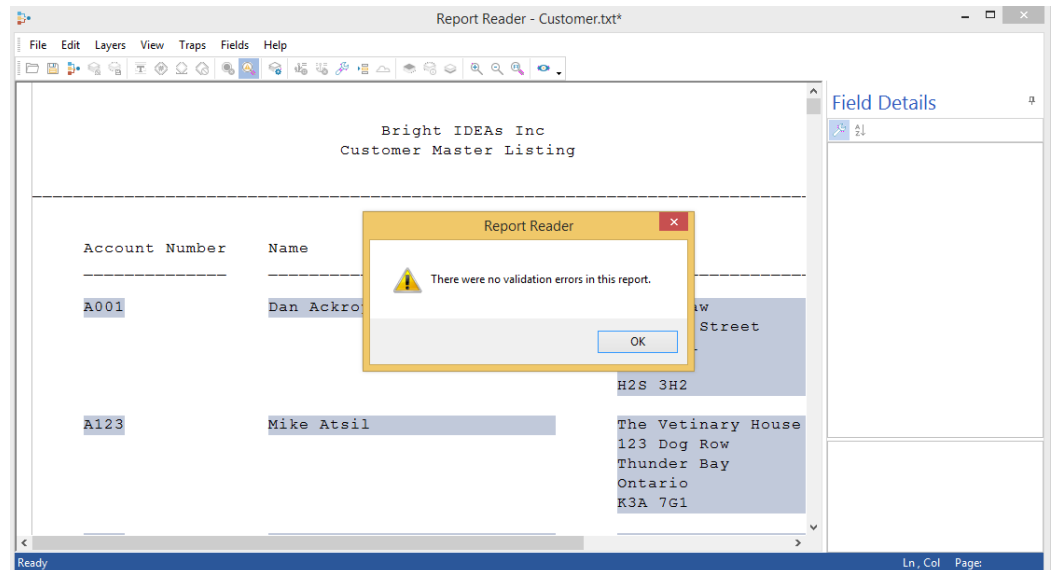 Report Reader - Customer.txt*
File Edit Layers View Traps Fields Help
Field Details
Bright IDEAs Inc
Customer Master Listing
Report Reader
There were no validation errors in this report.
OK
Account Number Name
A001 Dan Ackro
Street
H2S 3H2
A123 Mike Atsil The Vetinary House
123 Dog Row
Thunder Bay
Ontario
K3A 7G1
Ready Ln , Col Page: